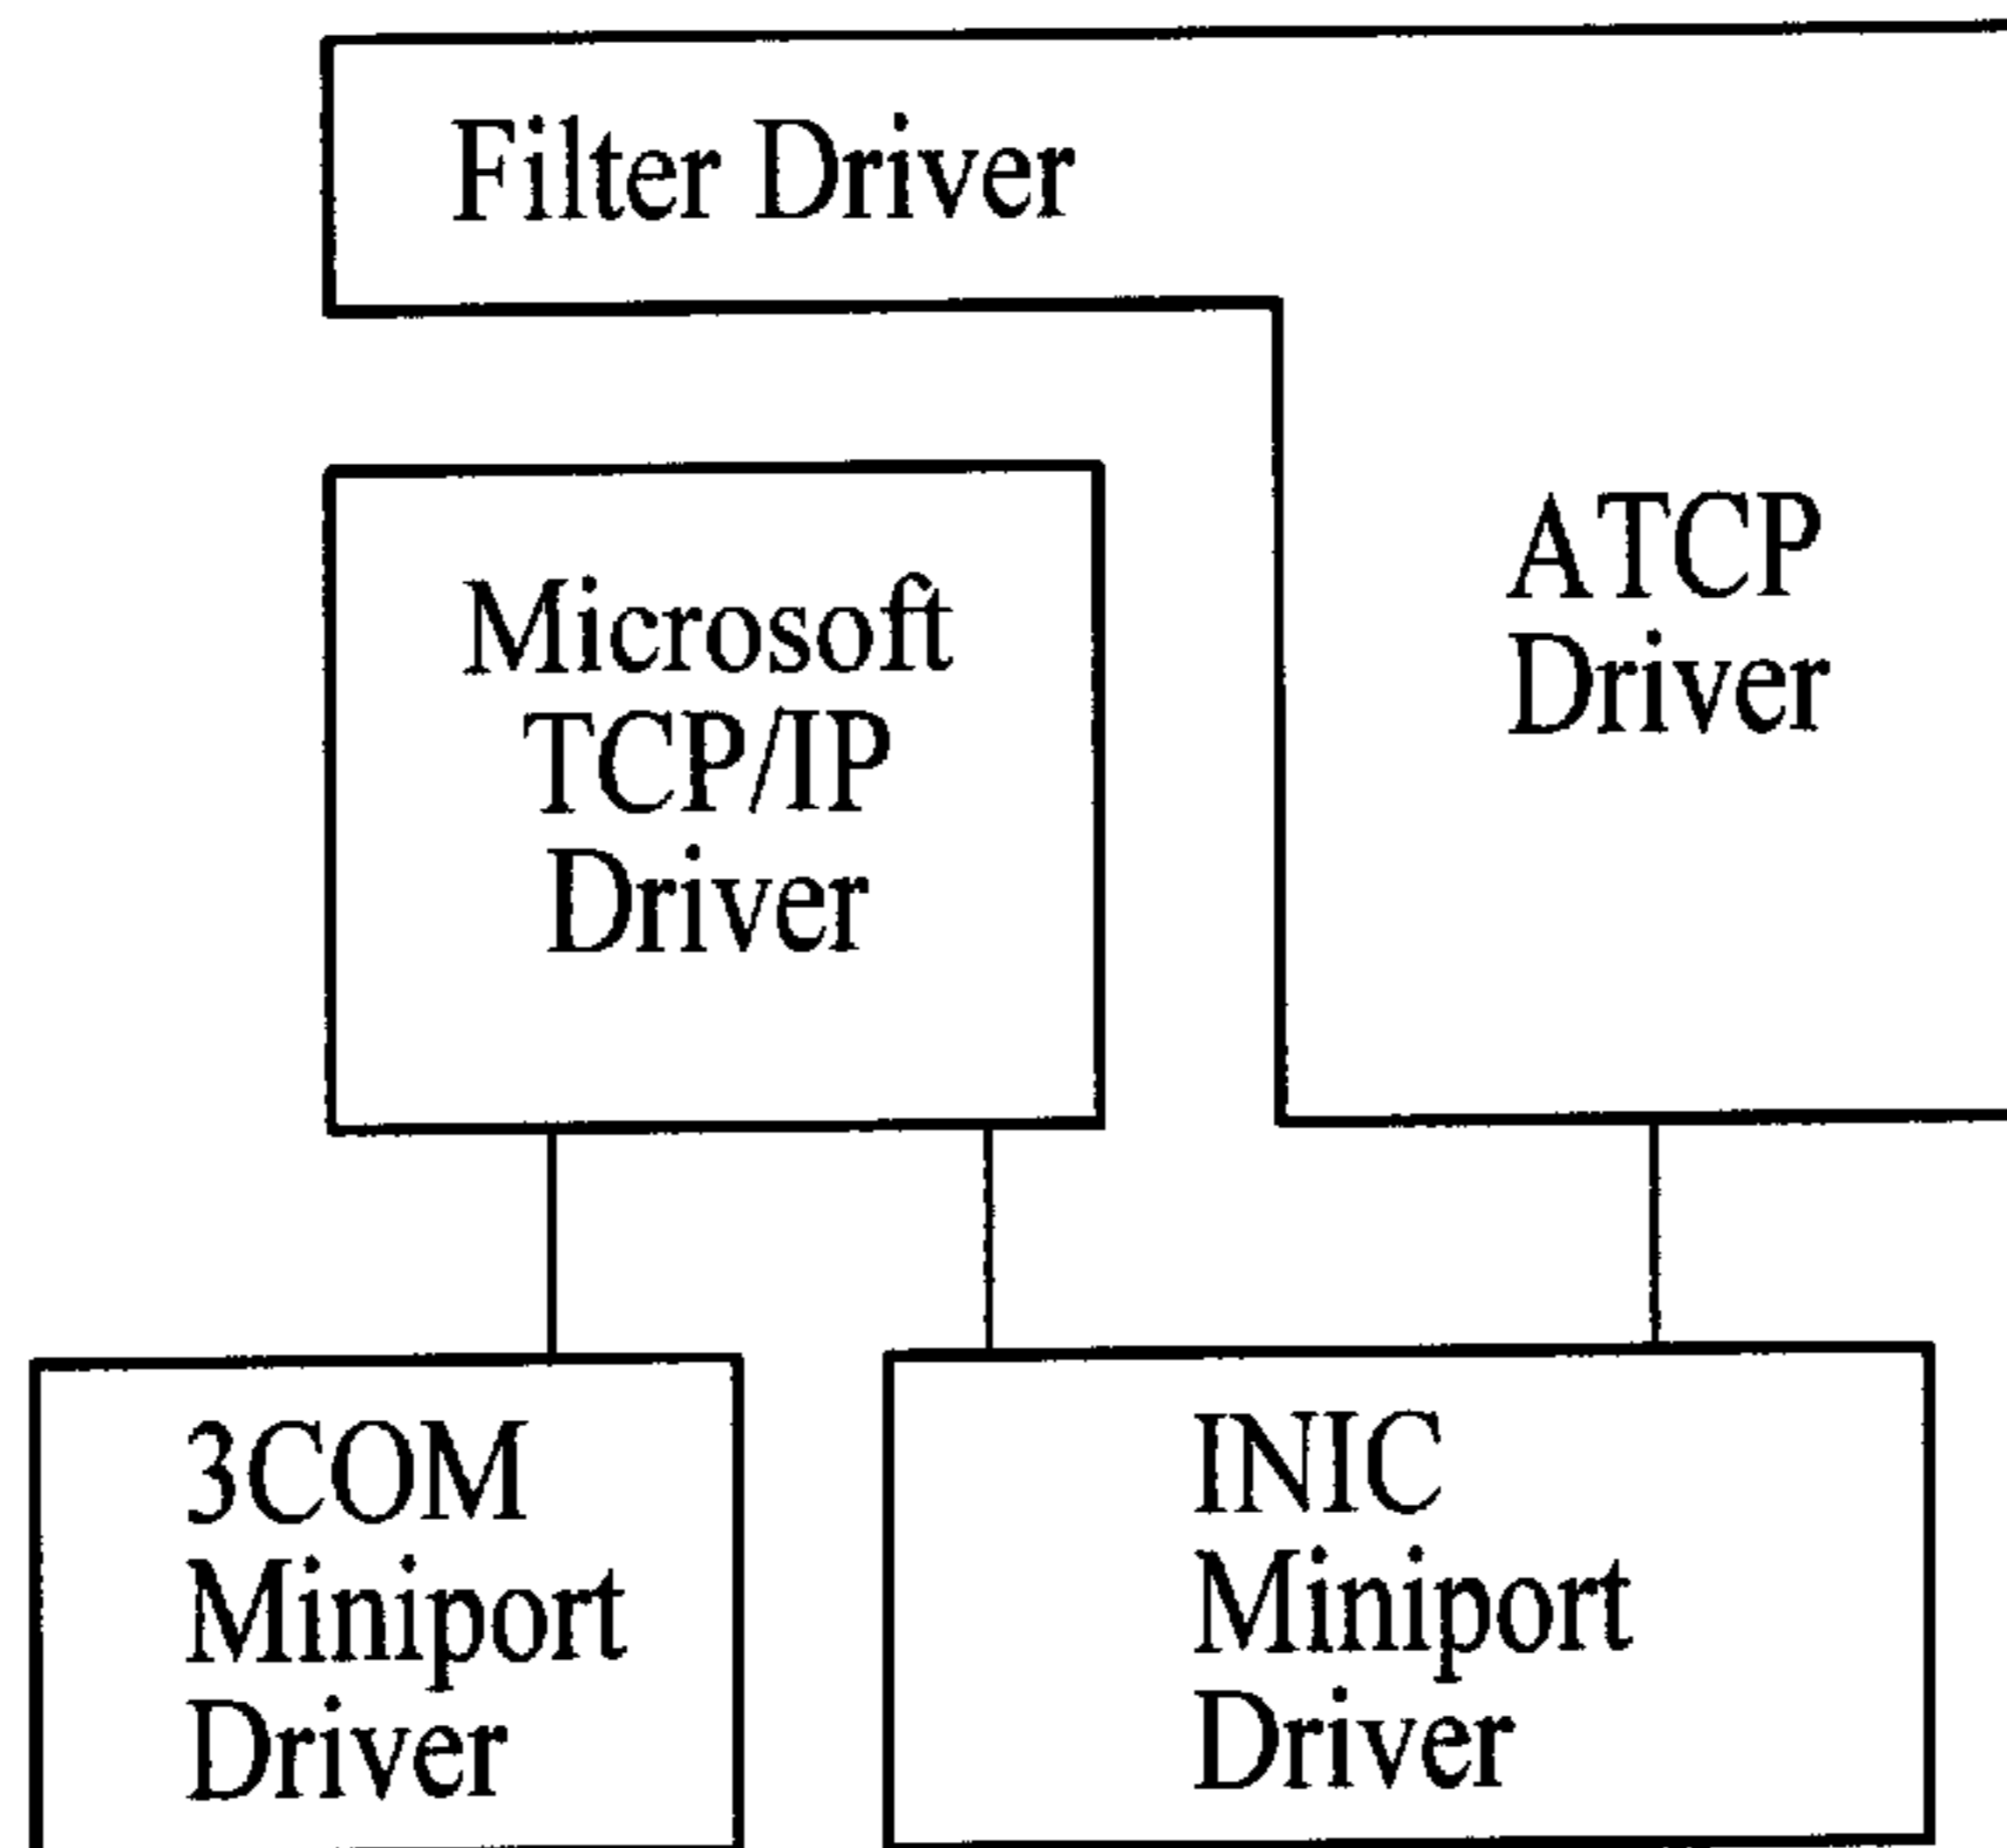 Filter Driver
ATCP
Driver
Microsoft
TCP/IP
Driver
3COM
Miniport
Driver
INIC
Miniport
Driver